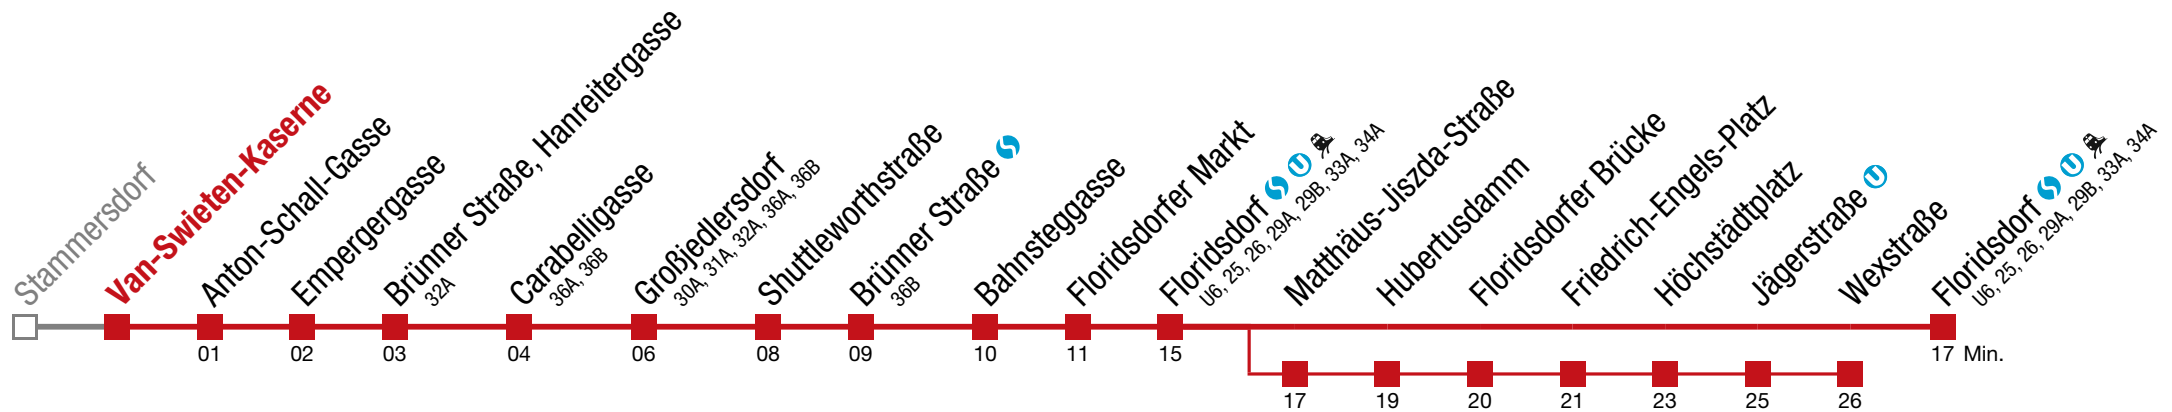 Stammersdorf
Van-Swieten-Kaserne
Anton-Schall-Gasse
Empergergasse
Brünner Straße, Hanreitergasse
32A
Carabelligasse
36A, 36B
Großjedlersdorf
30A, 31A, 32A, 36A, 36B
Shuttleworthstraße
Brünner Straße S
36B
Bahnsteggasse
Floridsdorfer Markt
Floridsdorf S U
U6, 25, 26, 29A, 29B, 33A, 34A
Matthäus-Jiszda-Straße
Hubertusdamm
Floridsdorfer Brücke
Friedrich-Engels-Platz
Höchstädtplatz
Jägerstraße U
Wexstraße
Floridsdorf S U
U6, 25, 26, 29A, 29B, 33A, 34A
01 02 03 04 06 08 09 10 11 15 17 Min.
17 19 20 21 23 25 26